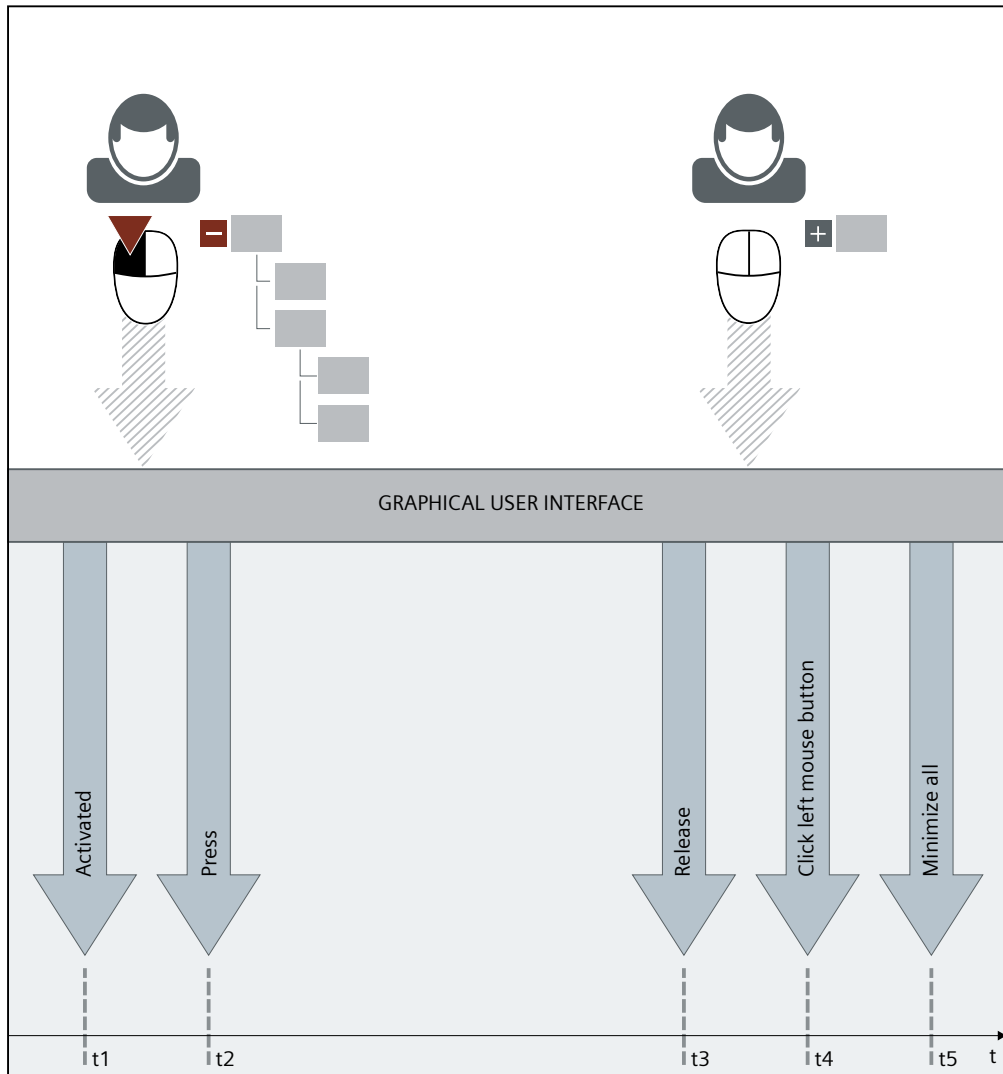 GRAPHICAL USER INTERFACE
Activated
Press
Release
Click left mouse button
Minimize all
t1
t2
t3
t4
t5
t